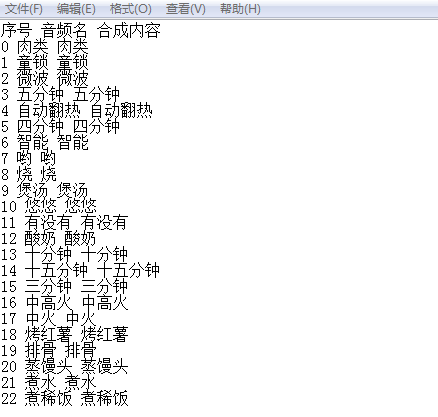 文件(F) 编辑(E) 格式(O) 查看(V) 帮助(H)
序号 音频名 合成内容
0 肉类 肉类
1 童锁 童锁
2 微波 微波
3 五分钟 五分钟
4 自动翻热 自动翻热
5 四分钟 四分钟
6 智能 智能
7 哟 哟
8 烧 烧
9 煲汤 煲汤
10 悠悠 悠悠
11 有没有 有没有
12 酸奶 酸奶
13 十分钟 十分钟
14 十五分钟 十五分钟
15 三分钟 三分钟
16 中高火 中高火
17 中火 中火
18 烤红薯 烤红薯
19 排骨 排骨
20 蒸馒头 蒸馒头
21 煮水 煮水
22 煮稀饭 煮稀饭